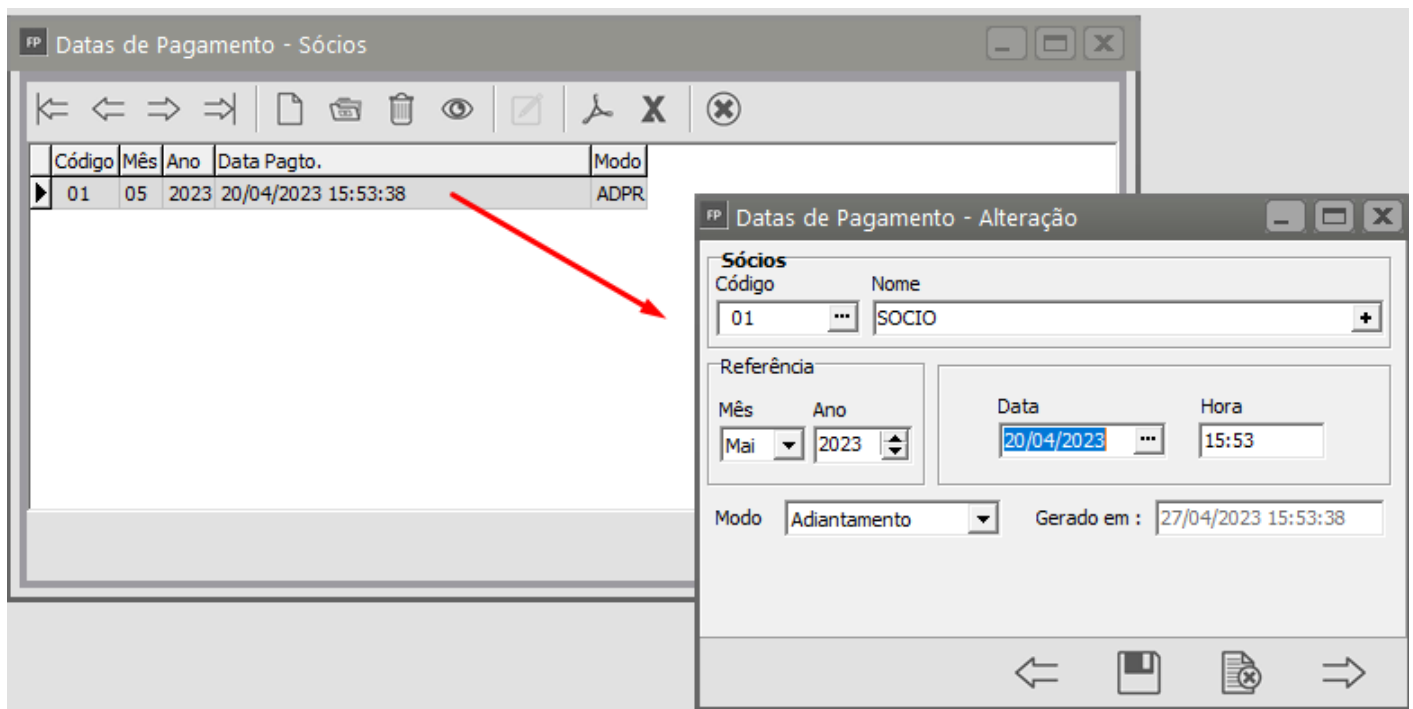 FP Datas de Pagamento - Sócios
X
Código Mês Ano Data Pagto. Modo
01 05 2023 20/04/2023 15:53:38 ADPR
FP Datas de Pagamento - Alteração
Sócios
Código Nome
01 ... SOCIO +
Referência
Mês Ano Data Hora
Mai 2023 20/04/2023 ... 15:53
Modo Adiantamento Gerado em : 27/04/2023 15:53:38